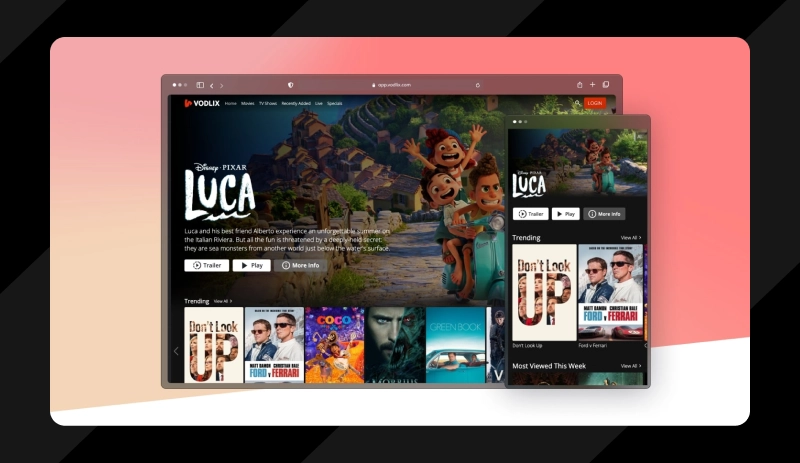 app.vodlix.com
VODLIX
Home Movies TV Shows Recently Added Live Specials
LOGIN
Disney · PIXAR
LUCA
Luca and his best friend Alberto experience an unforgettable summer on
the Italian Riviera. But all the fun is threatened by a deeply-held secret:
they are sea monsters from another world just below the water's surface.
Trailer Play More Info
Trending View All >
Don't Look
UP
MATT DAMON CHRISTIAN BALE
FORD v FERRARI
COCO
MORBIUS
GREEN BOOK
V
Disney · PIXAR
LUCA
Trailer Play More Info
Trending View All >
Don't Look
UP
MATT DAMON CHRISTIAN BALE
FORD v FERRARI
Don't Look Up Ford v Ferrari
Most Viewed This Week View All >